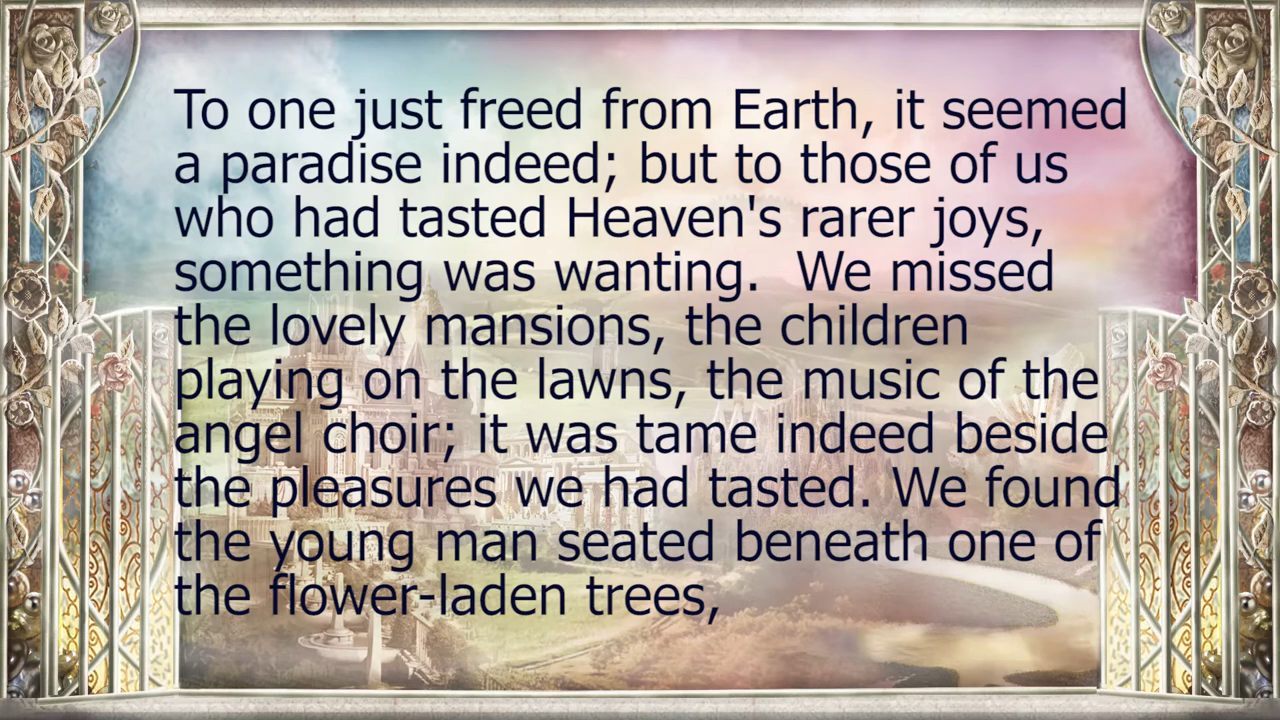 To one just freed from Earth, it seemed
a paradise indeed; but to those of us
who had tasted Heaven's rarer joys,
something was wanting.  We missed
the lovely mansions, the children
playing on the lawns, the music of the
angel choir; it was tame indeed beside
the pleasures we had tasted. We found
the young man seated beneath one of
the flower-laden trees,